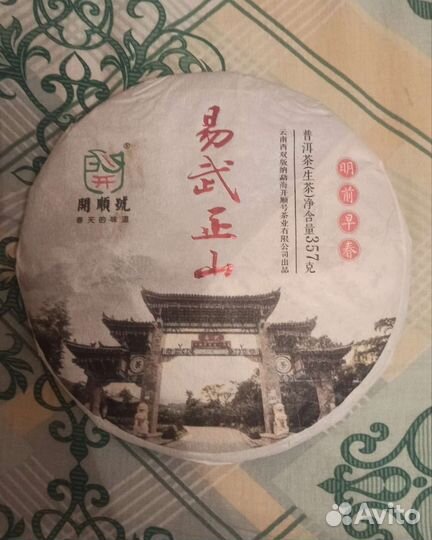 易武正山
開順號
春天的味道
明前早春
普洱茶(生茶)净含量357克
云南西双版纳勐海开顺号茶业有限公司出品
Avito